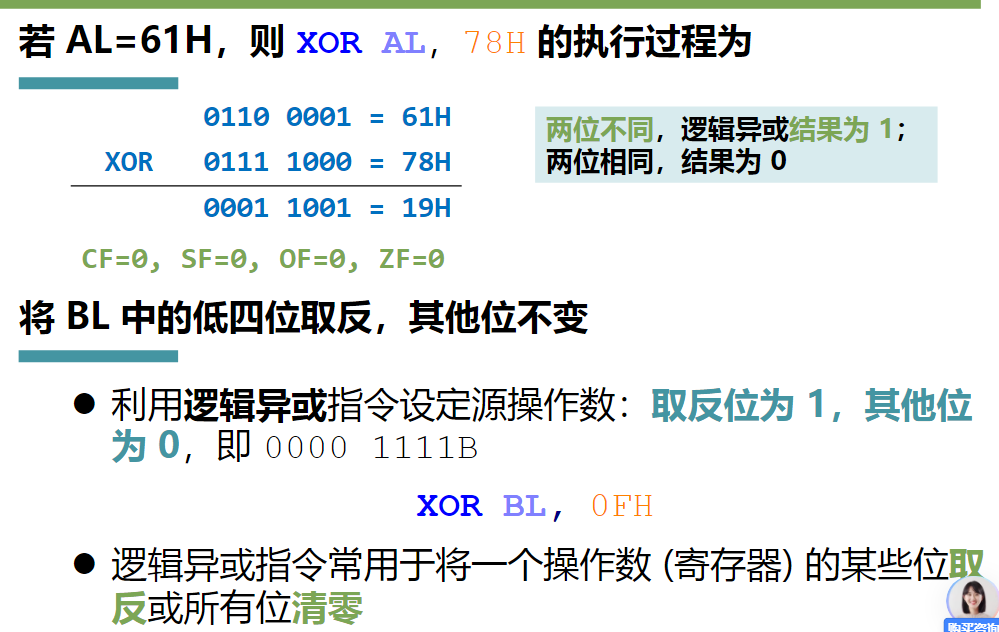 若 AL=61H，则 XOR AL, 78H 的执行过程为
0110 0001 = 61H
XOR 0111 1000 = 78H
0001 1001 = 19H
CF=0, SF=0, OF=0, ZF=0
两位不同，逻辑异或结果为 1；
两位相同，结果为 0
将 BL 中的低四位取反，其他位不变
● 利用逻辑异或指令设定源操作数：取反位为 1，其他位
为 0，即 0000 1111B
XOR BL, 0FH
● 逻辑异或指令常用于将一个操作数 (寄存器) 的某些位取
反或所有位清零
购买咨询